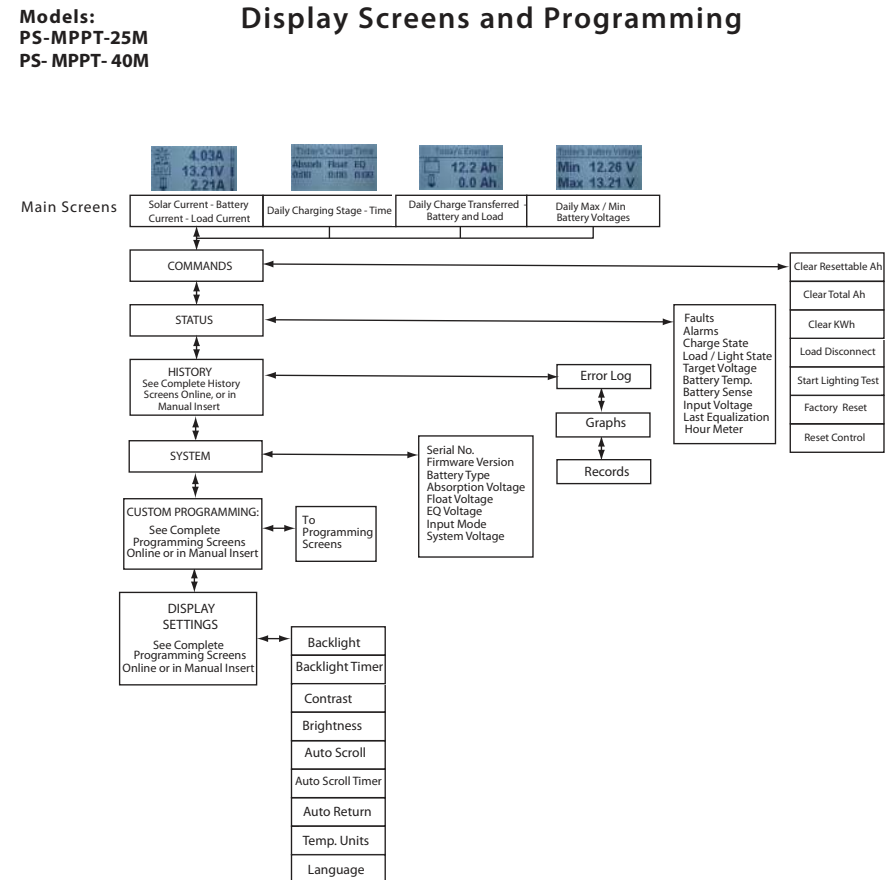 Models:
PS-MPPT-25M
PS- MPPT- 40M
Display Screens and Programming
4.03A
13.21V
2.21A
Today's Charge Time
Absorb Float EQ
0:00 0:00 0:00
Today's Energy
12.2 Ah
0.0 Ah
Today's Battery Voltage
Min 12.26 V
Max 13.21 V
Main Screens
Solar Current - Battery
Current - Load Current
Daily Charging Stage - Time
Daily Charge Transferred -
Battery and Load
Daily Max / Min
Battery Voltages
COMMANDS
Clear Resettable Ah
Clear Total Ah
Clear KWh
Load Disconnect
Start Lighting Test
Factory Reset
Reset Control
STATUS
Faults
Alarms
Charge State
Load / Light State
Target Voltage
Battery Temp.
Battery Sense
Input Voltage
Last Equalization
Hour Meter
HISTORY
See Complete History
Screens Online, or in
Manual Insert
Error Log
Graphs
Records
SYSTEM
Serial No.
Firmware Version
Battery Type
Absorption Voltage
Float Voltage
EQ Voltage
Input Mode
System Voltage
CUSTOM PROGRAMMING:
See Complete
Programming Screens
Online or in Manual Insert
To
Programming
Screens
DISPLAY
SETTINGS
See Complete
Programming Screens
Online or in Manual Insert
Backlight
Backlight Timer
Contrast
Brightness
Auto Scroll
Auto Scroll Timer
Auto Return
Temp. Units
Language